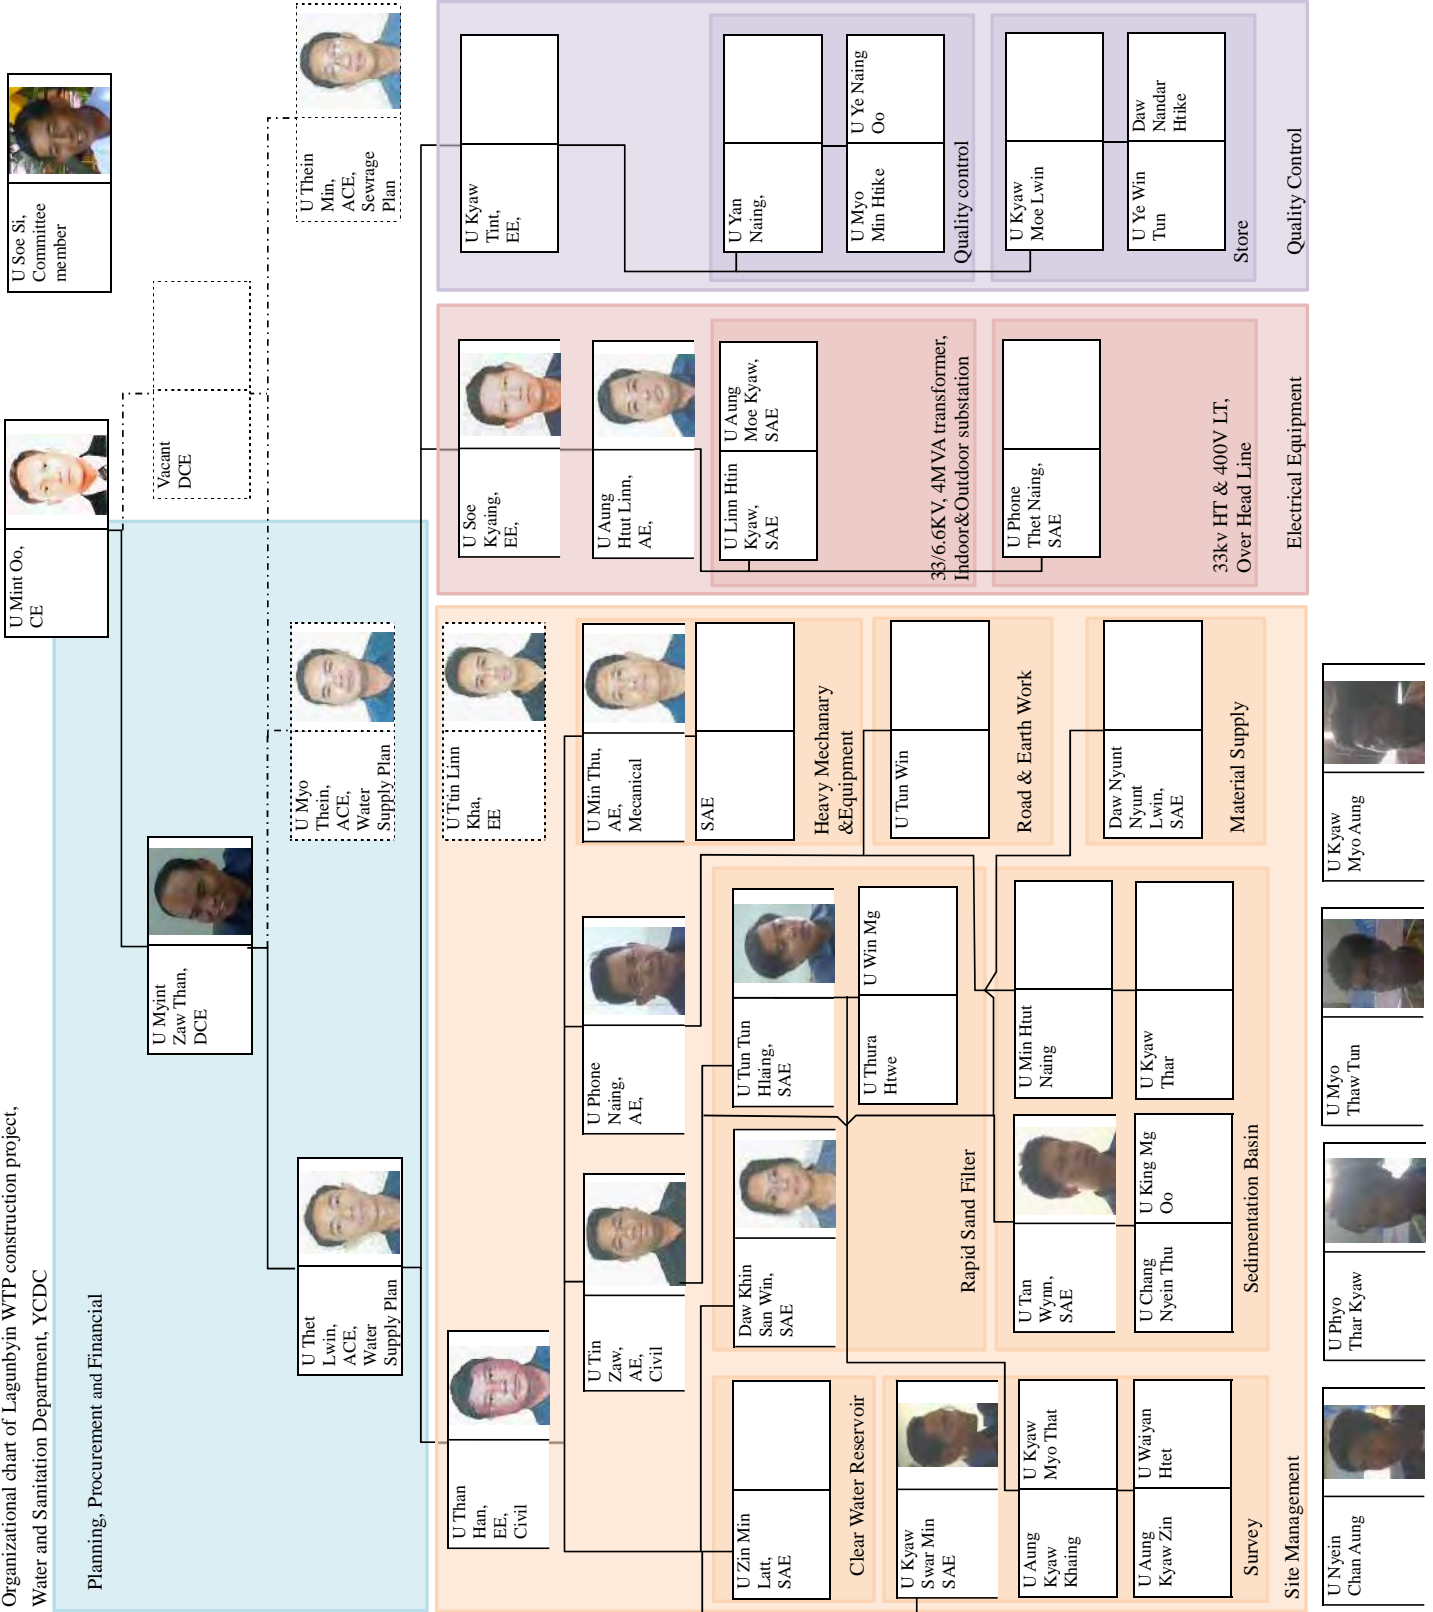 Organizational chart of Lagunbyin WTP construction project,
Water and Sanitation Department, YCDC
U Mint Oo,
CE
U Soe Si,
Committee
member
Planning, Procurement and Financial
U Myint
Zaw Than,
DCE
Vacant
DCE
U Thet
Lwin,
ACE,
Water
Supply Plan
U Myo
Thein,
ACE,
Water
Supply Plan
U Thein
Min,
ACE,
Sewrage
Plan
U Than
Han,
EE,
Civil
U Ttin Linn
Kha,
EE
U Soe
Kyaing,
EE,
U Kyaw
Tint,
EE,
U Tin
Zaw,
AE,
Civil
U Phone
Naing,
AE,
U Min Thu,
AE,
Mecanical
SAE
Heavy Mechanary
&Equipment
U Aung
Htut Linn,
AE,
U Zin Min
Latt,
SAE
Clear Water Reservoir
Daw Khin
San Win,
SAE
U Tun Tun
Hlaing,
SAE
U Thura
Htwe
U Win Mg
Rapid Sand Filter
U Tun Win
Road & Earth Work
U Linn Htin
Kyaw,
SAE
U Aung
Moe Kyaw,
SAE
33/6.6KV, 4MVA transformer,
Indoor&Outdoor substation
U Yan
Naing,
U Myo
Min Htike
U Ye Naing
Oo
Quality control
U Kyaw
Swar Min
SAE
U Aung
Kyaw
Khaing
U Kyaw
Myo That
U Aung
Kyaw Zin
U Waiyan
Htet
Survey
U Tan
Wynn,
SAE
U Chang
Nyein Thu
U King Mg
Oo
U Min Htut
Naing
U Kyaw
Thar
Sedimentation Basin
Daw Nyunt
Nyunt
Lwin,
SAE
Material Supply
U Phone
Thet Naing,
SAE
33kv HT & 400V LT,
Over Head Line
U Kyaw
Moe Lwin
U Ye Win
Tun
Daw
Nandar
Htike
Store
Site Management
Electrical Equipment
Quality Control
U Nyein
Chan Aung
U Phyo
Thar Kyaw
U Myo
Thaw Tun
U Kyaw
Myo Aung